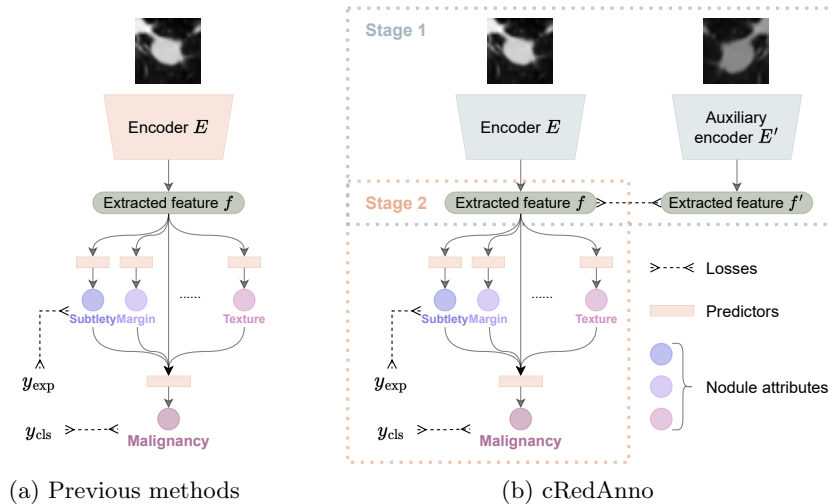 Stage 1
Encoder E
Encoder E
Auxiliary
encoder E′
Extracted feature f
Stage 2
Extracted feature f
Extracted feature f′
......
......
Losses
Subtlety Margin
Texture
Subtlety Margin
Texture
Predictors
y_exp
y_exp
Nodule attributes
y_cls
Malignancy
y_cls
Malignancy
(a) Previous methods
(b) cRedAnno